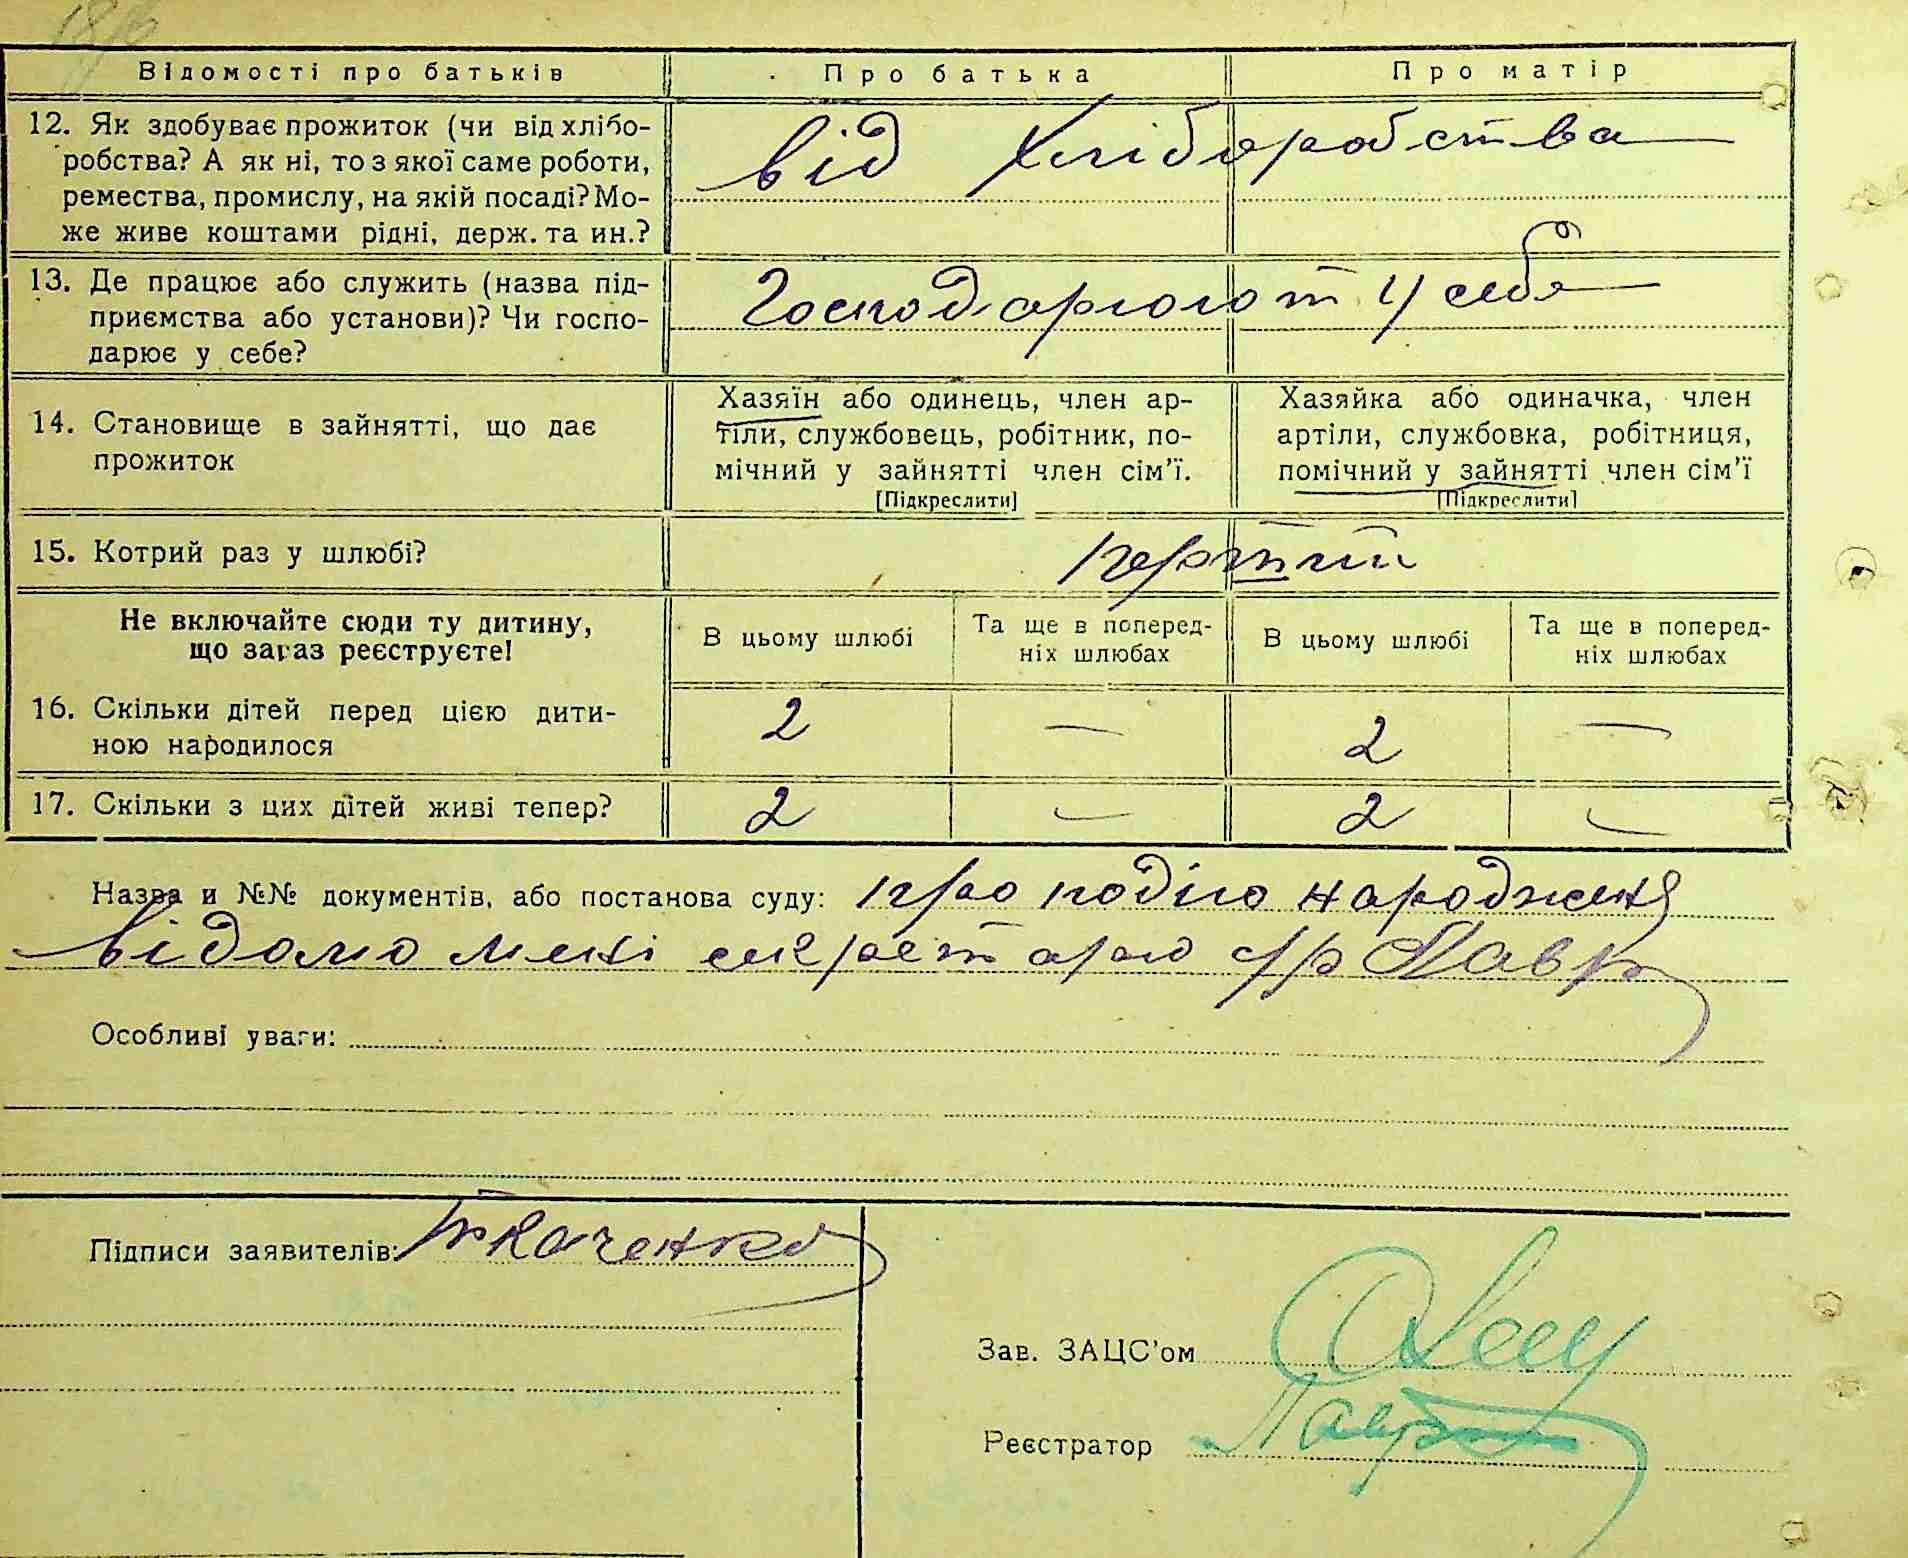 Відомості про батьків
Про батька
Про матір
12. Як здобуває прожиток (чи від хлібо-
робства? А як ні, то з якої саме роботи,
ремества, промислу, на якій посаді? Мо-
же живе коштами рідні, держ. та ин.?
від хліборобства
13. Де працює або служить (назва під-
приємства або установи)? Чи госпо-
дарює у себе?
Господарюют у себе
14. Становище в зайнятті, що дає
прожиток
Хазяїн або одинець, член ар-
тіли, службовець, робітник, по-
мічний у зайнятті член сім'ї.
[Підкреслити]
Хазяйка або одиначка, член
артіли, службовка, робітниця,
помічний у зайнятті член сім'ї
[Підкреслити]
15. Котрий раз у шлюбі?
перший
Не включайте сюди ту дитину,
що зараз реєструєте!
В цьому шлюбі
Та ще в поперед-
ніх шлюбах
В цьому шлюбі
Та ще в поперед-
ніх шлюбах
16. Скільки дітей перед цією дити-
ною народилося
2 — 2 —
17. Скільки з цих дітей живі тепер?
2 — 2 —
Назва и №№ документів, або постанова суду: про подію народженя
відомо мені секретарю с/р
Особливі уваги:
Підписи заявителів: Ткаченко
Зав. ЗАЦС'ом
Реєстратор